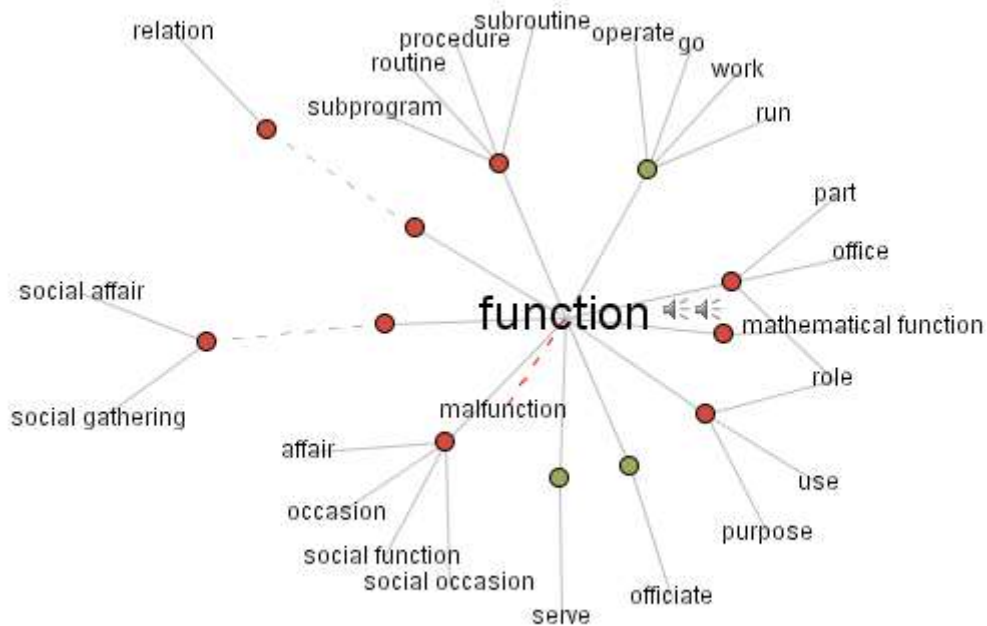 subroutine
relation
operate
procedure
go
routine
work
subprogram
run
part
office
social affair
function
mathematical function
role
malfunction
social gathering
affair
use
occasion
purpose
social function
social occasion
officiate
serve